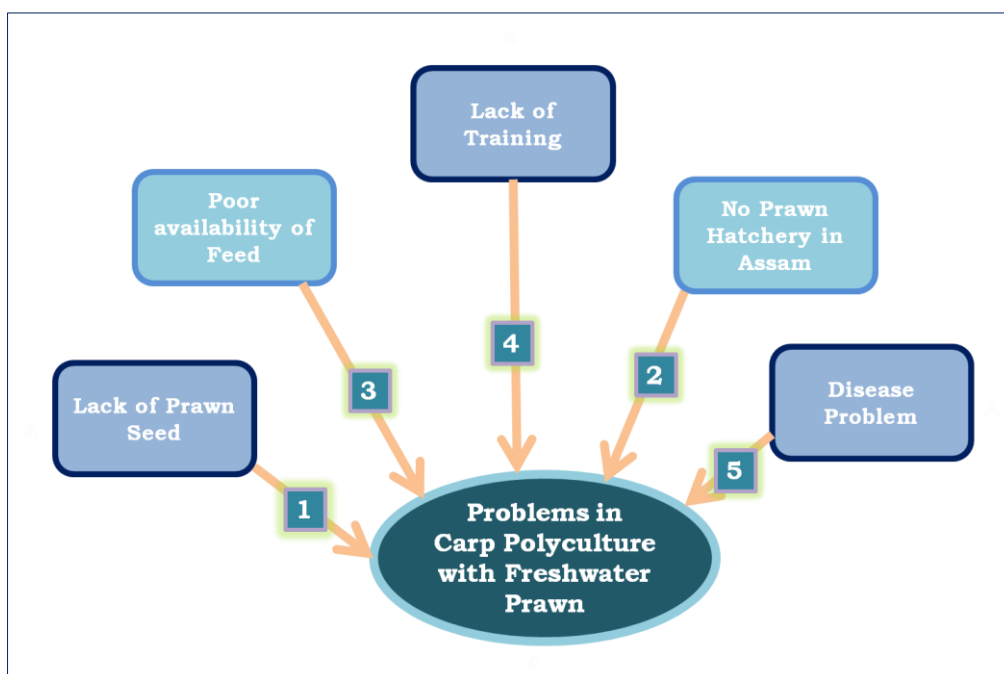 Lack of
Training
Poor
availability of
Feed
No Prawn
Hatchery in
Assam
4
3
2
Lack of Prawn
Seed
Disease
Problem
1
5
Problems in
Carp Polyculture
with Freshwater
Prawn